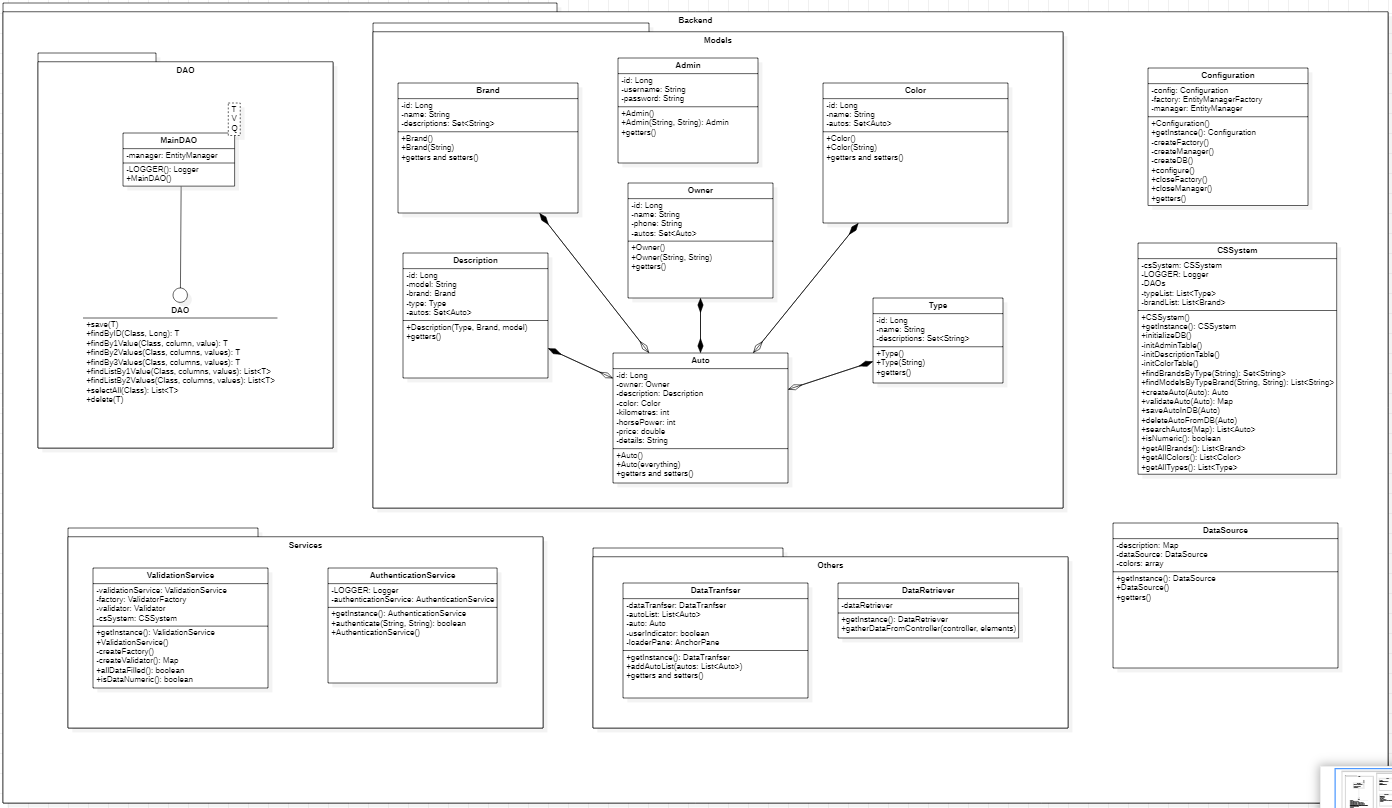 Backend
DAO
T
V
Q
MainDAO
-manager: EntityManager
-LOGGER(): Logger
+MainDAO()
DAO
+save(T)
+findByID(Class, Long): T
+findBy1Value(Class, column, value): T
+findBy2Values(Class, columns, values): T
+findBy3Values(Class, columns, values): T
+findListBy1Value(Class, columns, values): List<T>
+findListBy2Values(Class, columns, values): List<T>
+selectAll(Class): List<T>
+delete(T)
Models
Brand
-id: Long
-name: String
-descriptions: Set<String>
+Brand()
+Brand(String)
+getters and setters()
Admin
-id: Long
-username: String
-password: String
+Admin()
+Admin(String, String): Admin
+getters()
Color
-id: Long
-name: String
-autos: Set<Auto>
+Color()
+Color(String)
+getters and setters()
Owner
-id: Long
-name: String
-phone: String
-autos: Set<Auto>
+Owner()
+Owner(String, String)
+getters()
Description
-id: Long
-model: String
-brand: Brand
-type: Type
-autos: Set<Auto>
+Description(Type, Brand, model)
+getters()
Type
-id: Long
-name: String
-descriptions: Set<String>
+Type()
+Type(String)
+getters()
Auto
-id: Long
-owner: Owner
-description: Description
-color: Color
-kilometres: int
-horsePower: int
-price: double
-details: String
+Auto()
+Auto(everything)
+getters and setters()
Configuration
-config: Configuration
-factory: EntityManagerFactory
-manager: EntityManager
+Configuration()
+getInstance(): Configuration
-createFactory()
-createManager()
-createDB()
+configure()
+closeFactory()
+closeManager()
+getters()
CSSystem
-csSystem: CSSystem
-LOGGER: Logger
-DAOs
-typeList: List<Type>
-brandList: List<Brand>
+CSSystem()
+getInstance(): CSSystem
-initializeDB()
-initAdminTable()
-initDescriptionTable()
-initColorTable()
+findBrandsByType(String): Set<String>
+findModelsByTypeBrand(String, String): List<String>
+createAuto(Auto): Auto
+validateAuto(Auto): Map
+saveAutoInDB(Auto)
+deleteAutoFromDB(Auto)
+searchAutos(Map): List<Auto>
+isNumeric(): boolean
+getAllBrands(): List<Brand>
+getAllColors(): List<Color>
+getAllTypes(): List<Type>
Services
ValidationService
-validationService: ValidationService
-factory: ValidatorFactory
-validator: Validator
-csSystem: CSSystem
+getInstance(): ValidationService
+ValidationService()
-createFactory()
-createValidator(): Map
+allDataFilled(): boolean
+isDataNumeric(): boolean
AuthenticationService
-LOGGER: Logger
-authenticationService: AuthenticationService
+getInstance(): AuthenticationService
+authenticate(String, String): boolean
+AuthenticationService()
Others
DataTranfser
-dataTranfser: DataTranfser
-autoList: List<Auto>
-auto: Auto
-userIndicator: boolean
-loaderPane: AnchorPane
+getInstance(): DataTranfser
+addAutoList(autos: List<Auto>)
+getters and setters()
DataRetriever
-dataRetriever
+getInstance(): DataRetriever
+gatherDataFromController(controller, elements)
DataSource
-description: Map
-dataSource: DataSource
-colors: array
+getInstance(): DataSource
+DataSource()
+getters()